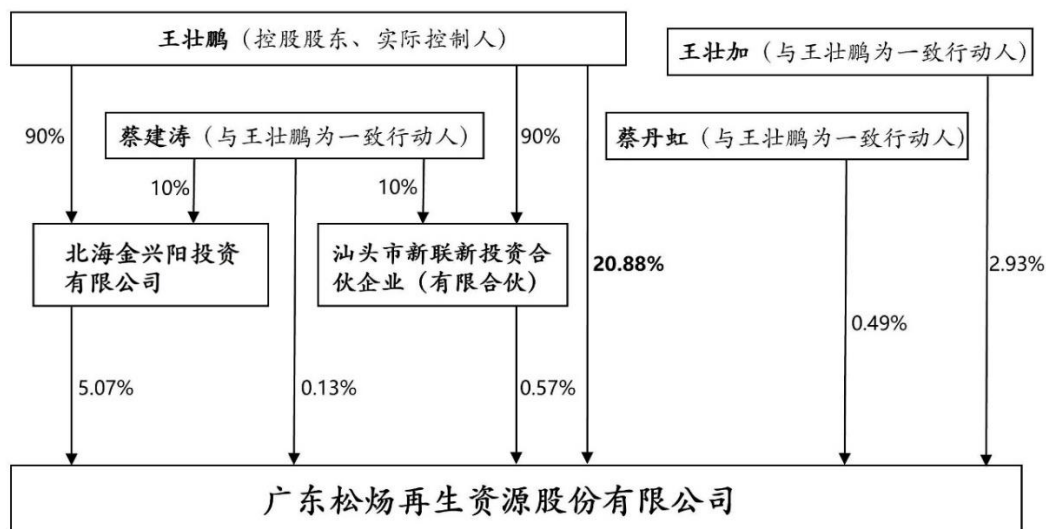 王壮鹏（控股股东、实际控制人）
王壮加（与王壮鹏为一致行动人）
90%
蔡建涛（与王壮鹏为一致行动人）
90%
蔡丹虹（与王壮鹏为一致行动人）
10%
10%
北海金兴阳投资
有限公司
汕头市新联新投资合
伙企业（有限合伙）
20.88%
2.93%
0.49%
5.07%
0.13%
0.57%
广东松炀再生资源股份有限公司